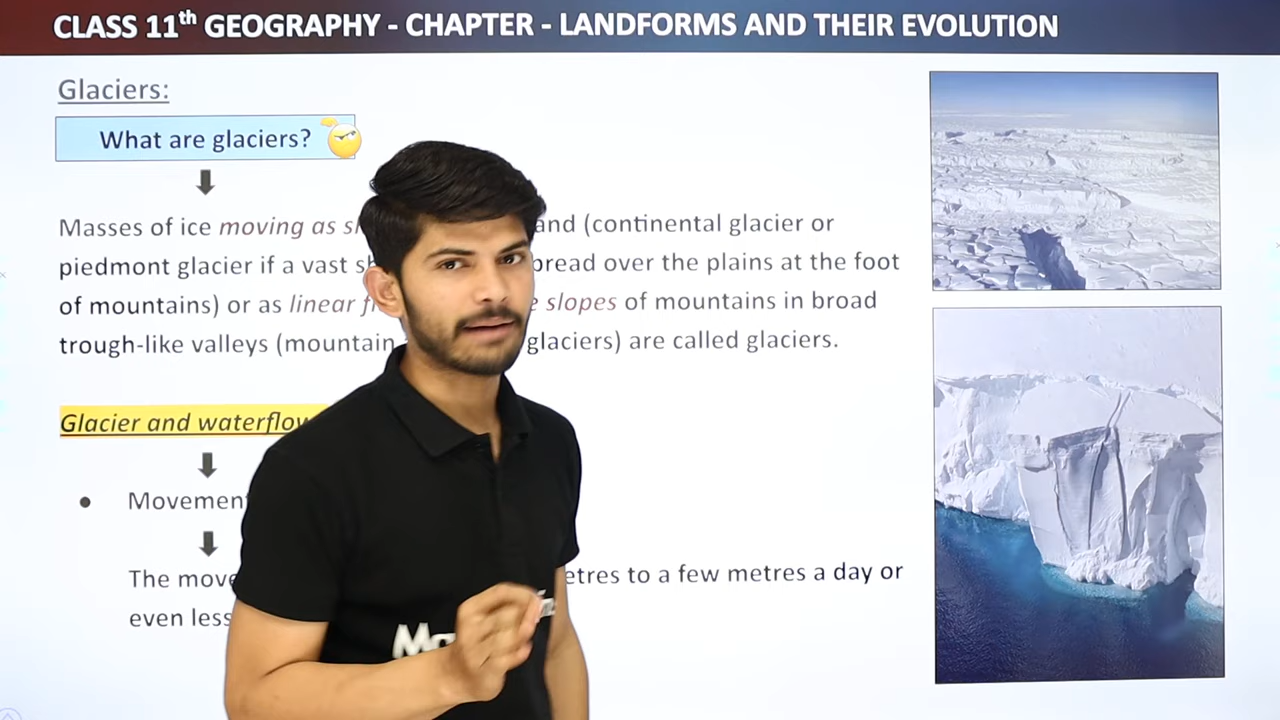 CLASS 11th GEOGRAPHY - CHAPTER - LANDFORMS AND THEIR EVOLUTION
Glaciers:
What are glaciers?
Masses of ice moving as and (continental glacier or
piedmont glacier if a vast pread over the plains at the foot
of mountains) or as linear slopes of mountains in broad
trough-like valleys (mountain glaciers) are called glaciers.
Glacier and waterflow
Movement
The etres to a few metres a day or
even less